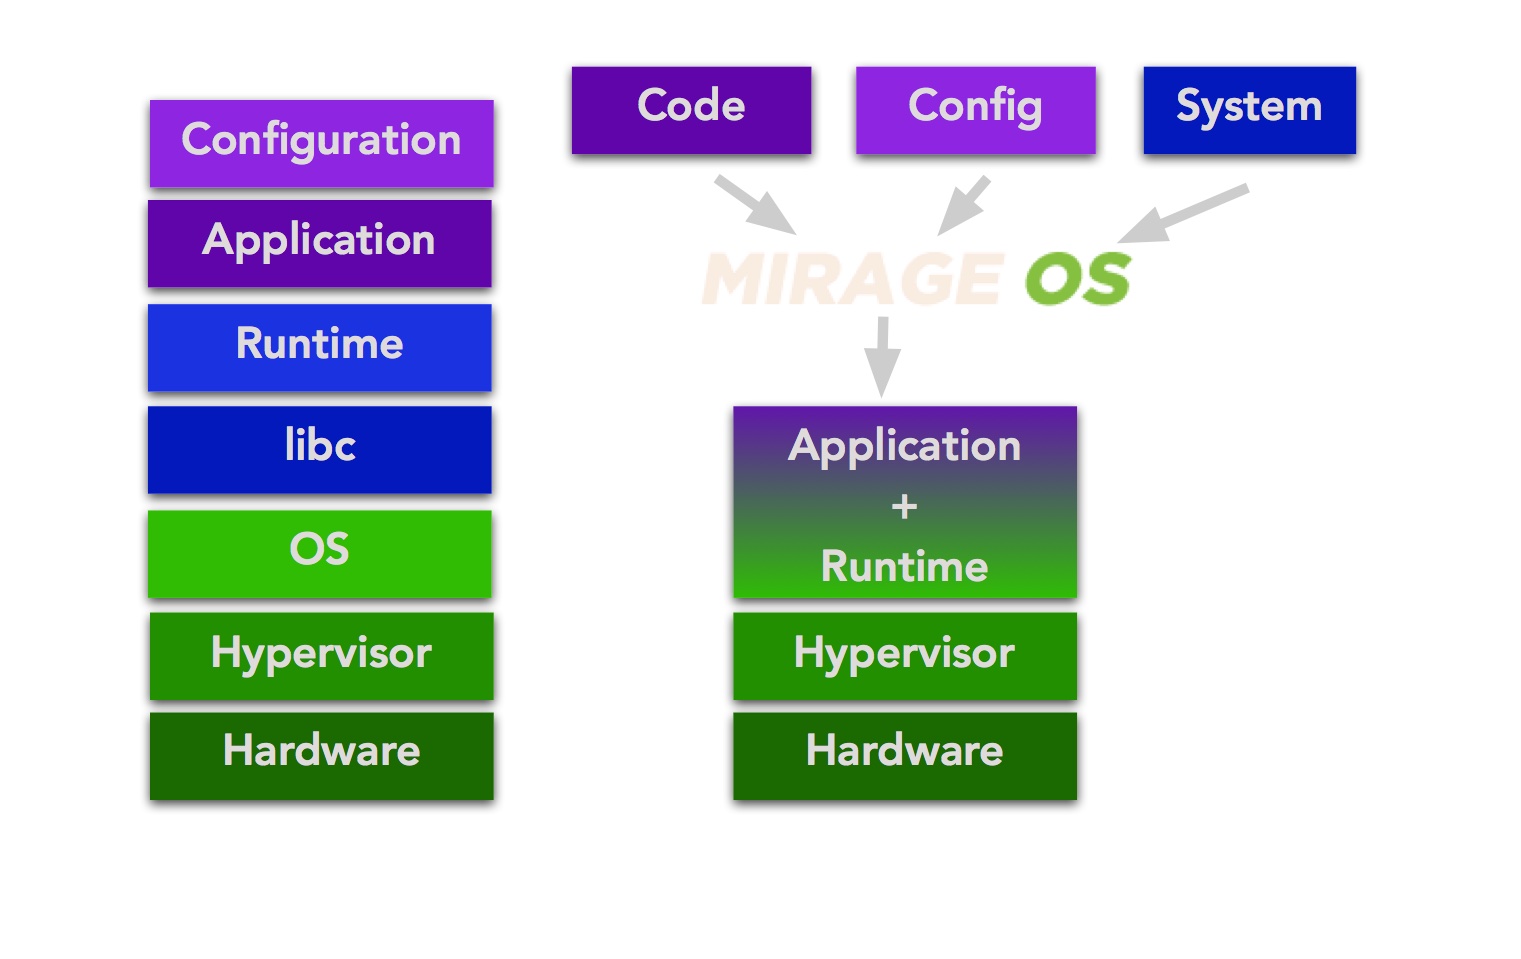 Configuration
Application
Runtime
libc
OS
Hypervisor
Hardware
Code
Config
System
MIRAGE OS
Application
+
Runtime
Hypervisor
Hardware